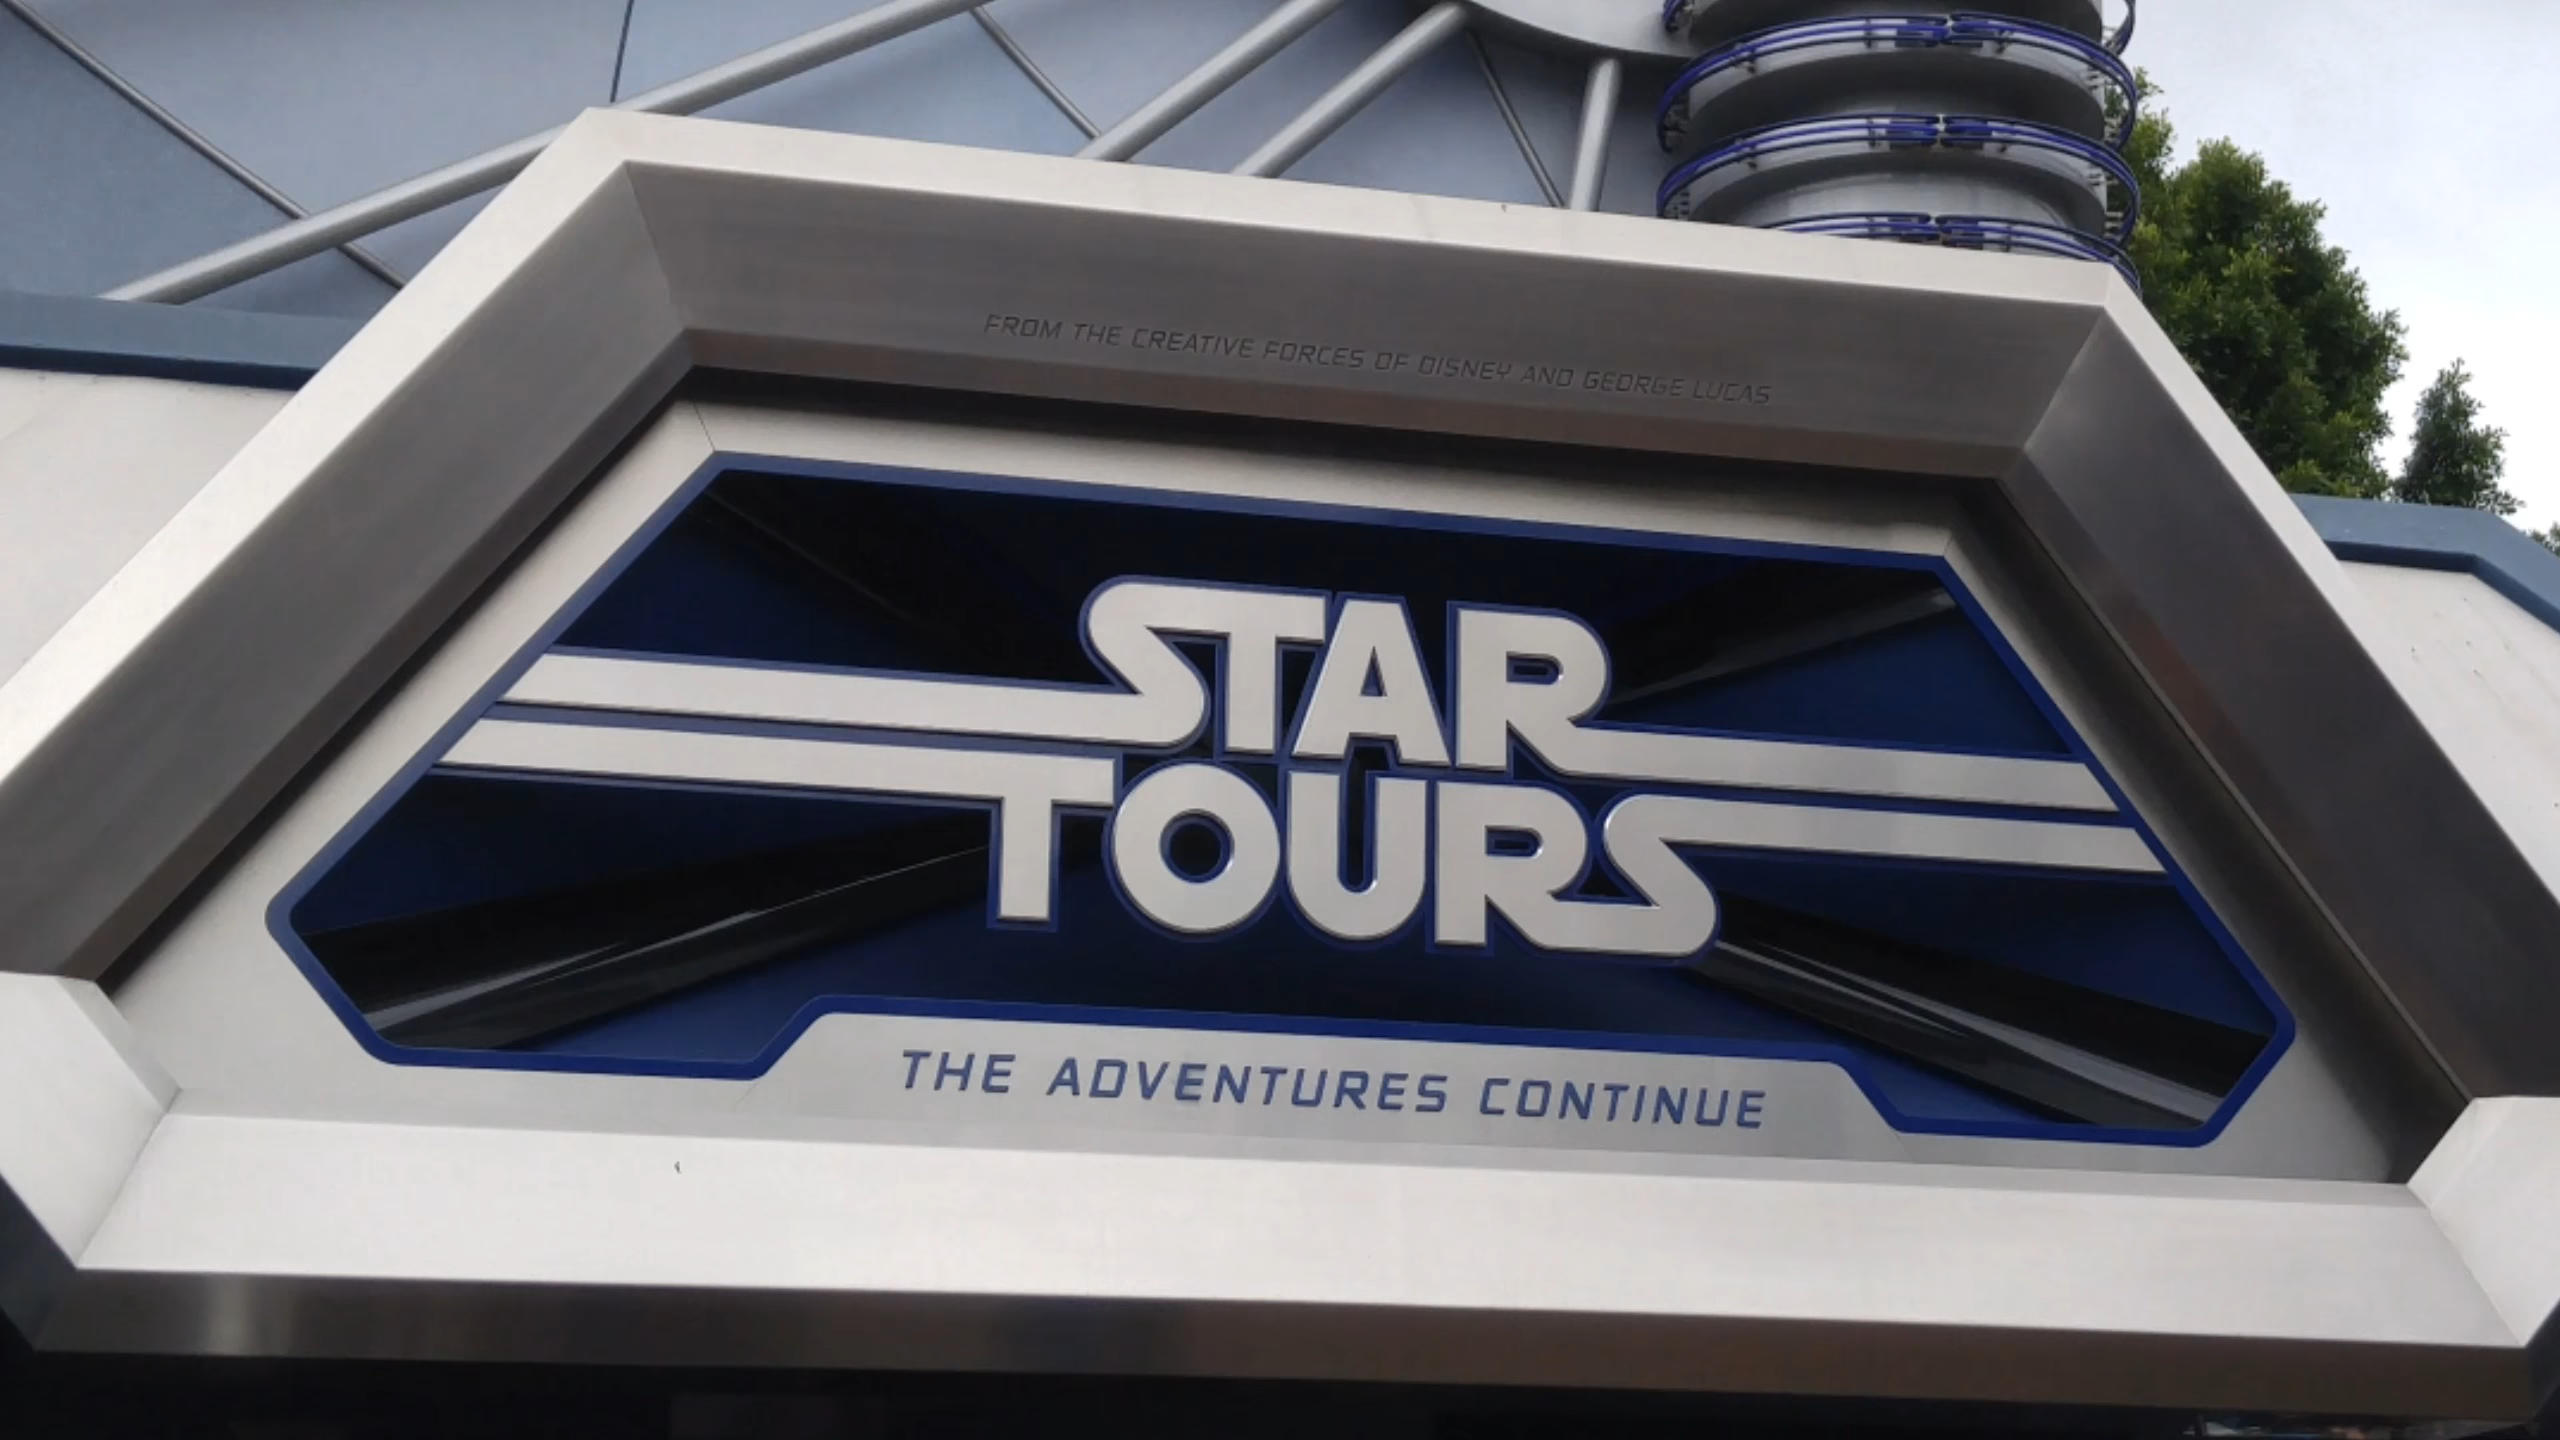 FROM THE CREATIVE FORCES OF DISNEY AND GEORGE LUCAS
STAR
TOURS
THE ADVENTURES CONTINUE